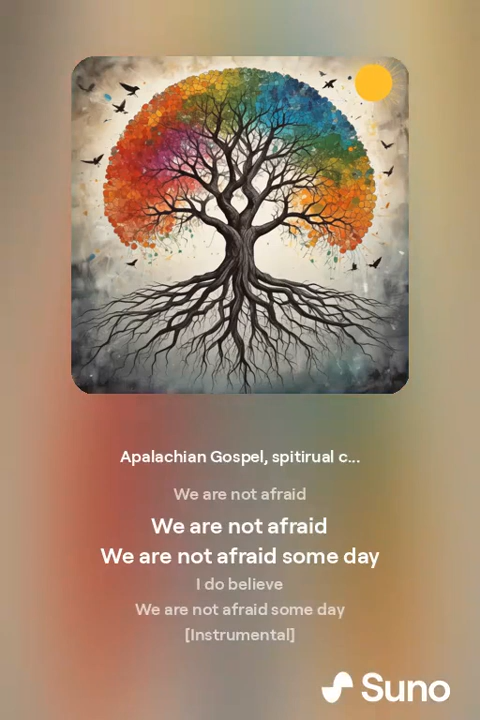 Apalachian Gospel, spitirual c...
We are not afraid
We are not afraid
We are not afraid some day
I do believe
We are not afraid some day
[Instrumental]
Suno